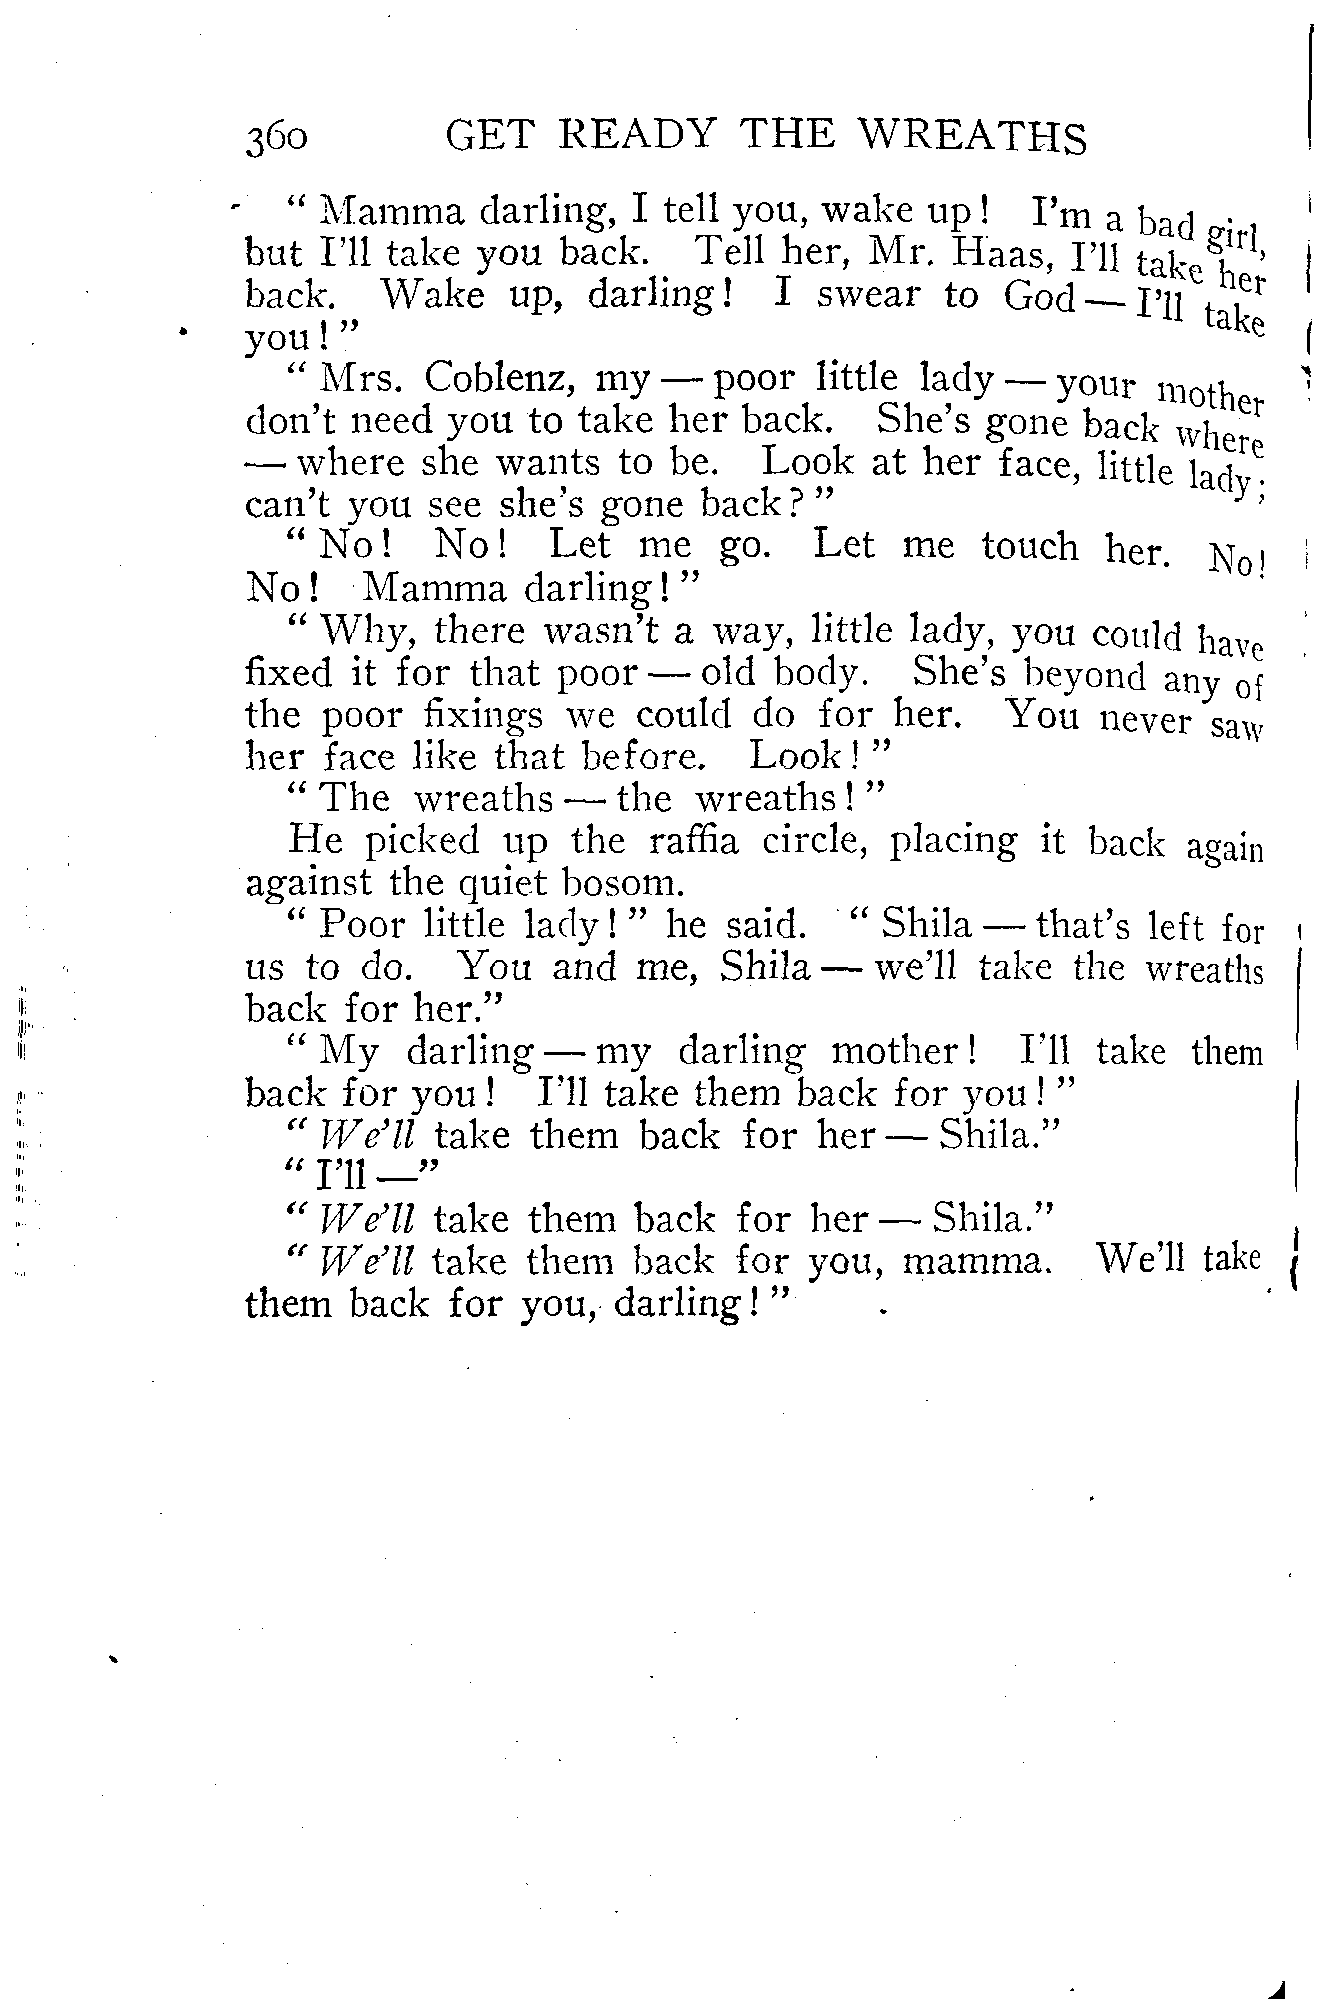 360 GET READY THE WREATHS
" Mamma darling, I tell you, wake up! I'm a bad girl,
but I'll take you back. Tell her, Mr. Haas, I'll take her
back. Wake up, darling! I swear to God — I'll take
you!"
" Mrs. Coblenz, my — poor little lady — your mother
don't need you to take her back. She's gone back where
— where she wants to be. Look at her face, little lady;
can't you see she's gone back?"
" No! No! Let me go. Let me touch her. No!
No! Mamma darling!"
" Why, there wasn't a way, little lady, you could have
fixed it for that poor — old body. She's beyond any of
the poor fixings we could do for her. You never saw
her face like that before. Look!"
" The wreaths — the wreaths!"
He picked up the raffia circle, placing it back again
against the quiet bosom.
" Poor little lady!" he said. " Shila — that's left for
us to do. You and me, Shila — we'll take the wreaths
back for her."
" My darling — my darling mother! I'll take them
back for you! I'll take them back for you!"
" We'll take them back for her — Shila."
" I'll —"
" We'll take them back for her — Shila."
" We'll take them back for you, mamma. We'll take
them back for you, darling!"